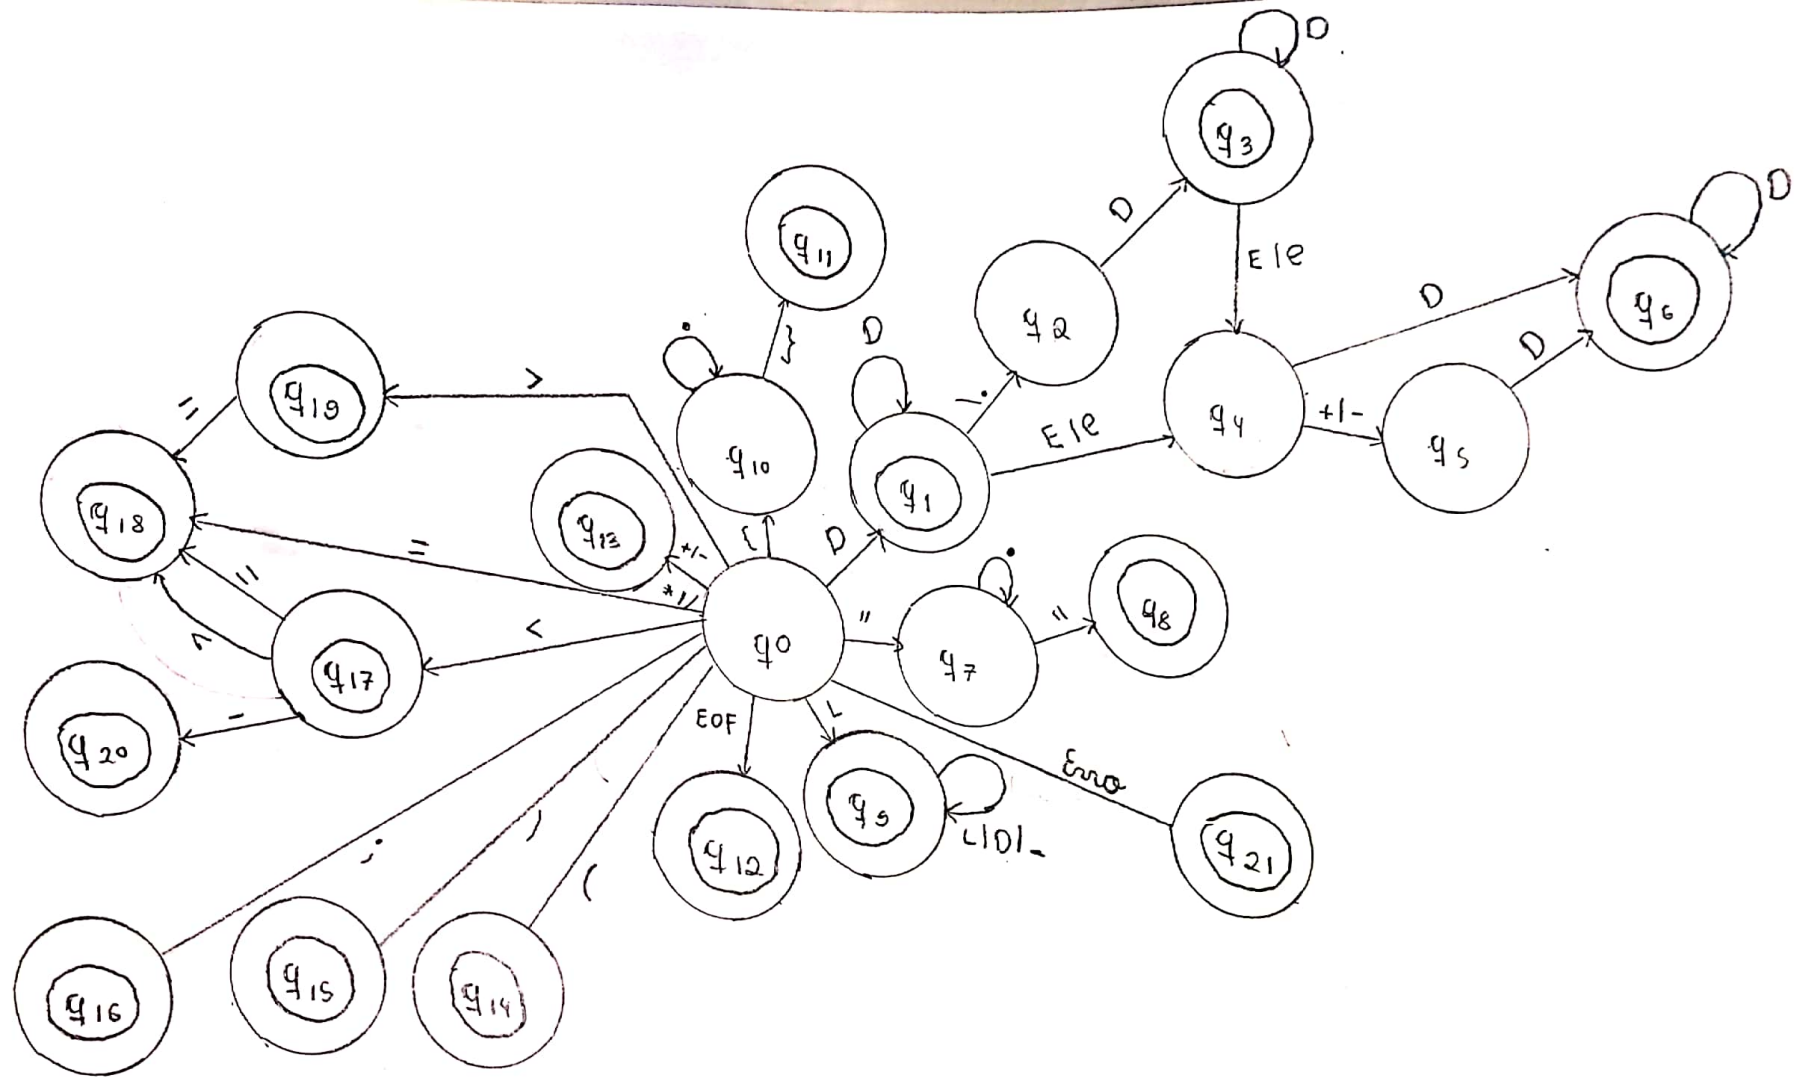 D
q3
D
q11
D
E|e
q2
D
q6
.
D
}
D
q19
>
=
\.
E|e
q4
+|-
q5
q10
q1
q18
q13
{
D
+|-
*|/
=
=
.
"
"
q8
<
<
q0
q7
q17
-
q20
EOF
L
Erro
q9
L|D|_
q12
q21
;
)
(
q16
q15
q14